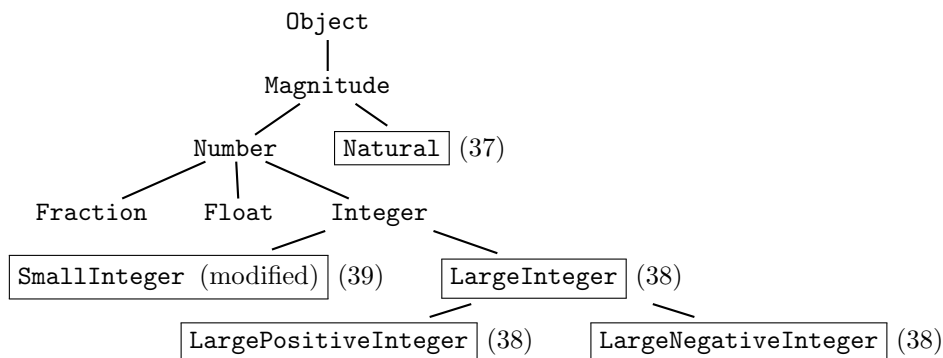 Object
Magnitude
Number Natural (37)
Fraction Float Integer
SmallInteger (modified) (39) LargeInteger (38)
LargePositiveInteger (38) LargeNegativeInteger (38)